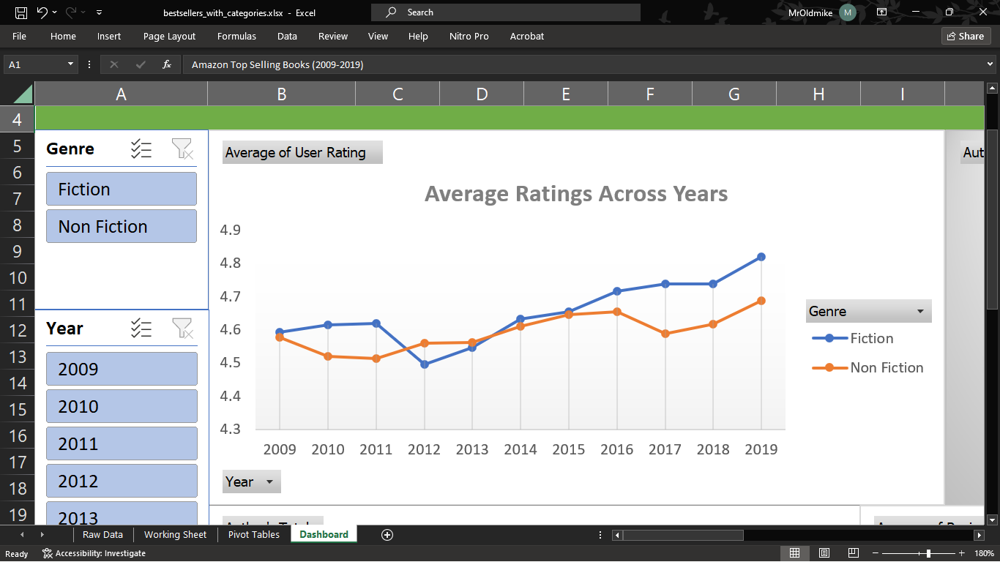 bestsellers_with_categories.xlsx - Excel
Search
MrOldmike
M
File Home Insert Page Layout Formulas Data Review View Help Nitro Pro Acrobat
Share
A1
fx
Amazon Top Selling Books (2009-2019)
A B C D E F G H I
4
5
6
7
8
9
10
11
12
13
14
15
16
17
18
19
Genre
Fiction
Non Fiction
Year
2009
2010
2011
2012
2013
Average of User Rating
Aut
Average Ratings Across Years
4.9
4.8
4.7
4.6
4.5
4.4
4.3
2009 2010 2011 2012 2013 2014 2015 2016 2017 2018 2019
Genre
Fiction
Non Fiction
Year
Raw Data Working Sheet Pivot Tables Dashboard
Ready Accessibility: Investigate
180%